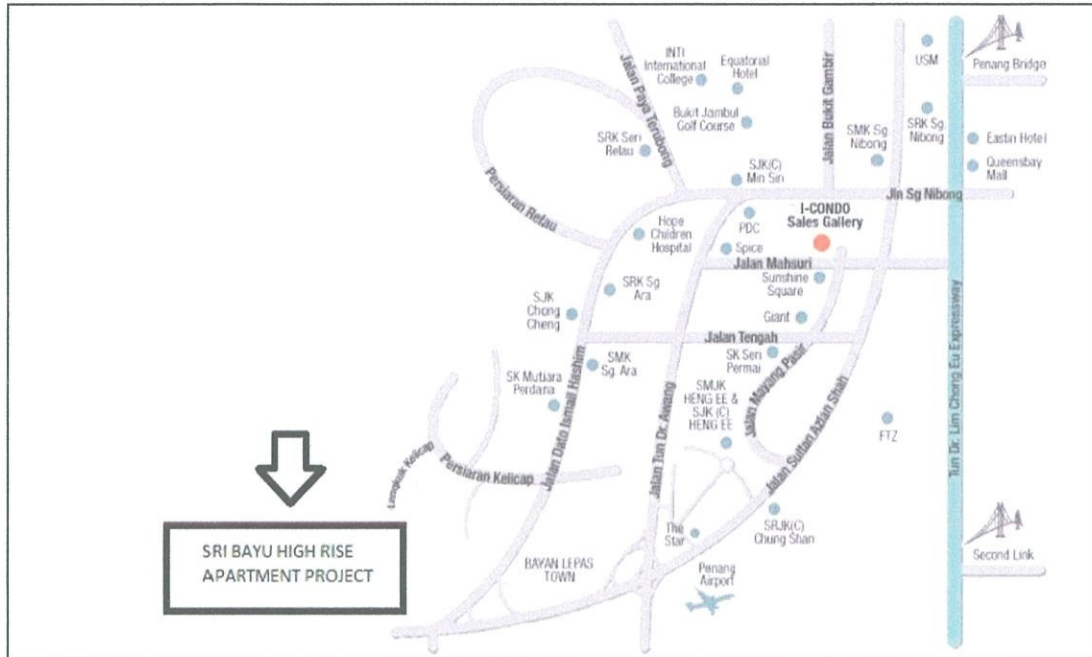 INTI
International
College
Equatorial
Hotel
USM
Penang Bridge
Jalan Paya Terubong
Jalan Bukit Gambir
Bukit Jambul
Golf Course
SRK Seri
Relau
SMK Sg.
Nibong
SRK Sg.
Nibong
Eastin Hotel
Queensbay
Mall
SJK(C)
Min Sin
Persiaran Relau
Jln Sg Nibong
I-CONDO
Sales Gallery
Hope
Children
Hospital
PDC
Spice
Jalan Mahsuri
Sunshine
Square
SRK Sg
Ara
SJK
Chong
Cheng
Giant
Jalan Tengah
SK Seri
Permai
SMK
Sg. Ara
SK Mutiara
Perdana
SMJK
HENG EE &
SJK (C)
HENG EE
Jalan Mayang Pasir
Jalan Sultan Azlan Shah
Tun Dr. Lim Chong Eu Expressway
Jalan Dato Ismail Hashim
Jalan Tun Dr. Awang
FTZ
Lengkuk Kelicap
Persiaran Kelicap
SRJK(C)
Chung Shan
The
Star
Second Link
SRI BAYU HIGH RISE
APARTMENT PROJECT
BAYAN LEPAS
TOWN
Penang
Airport